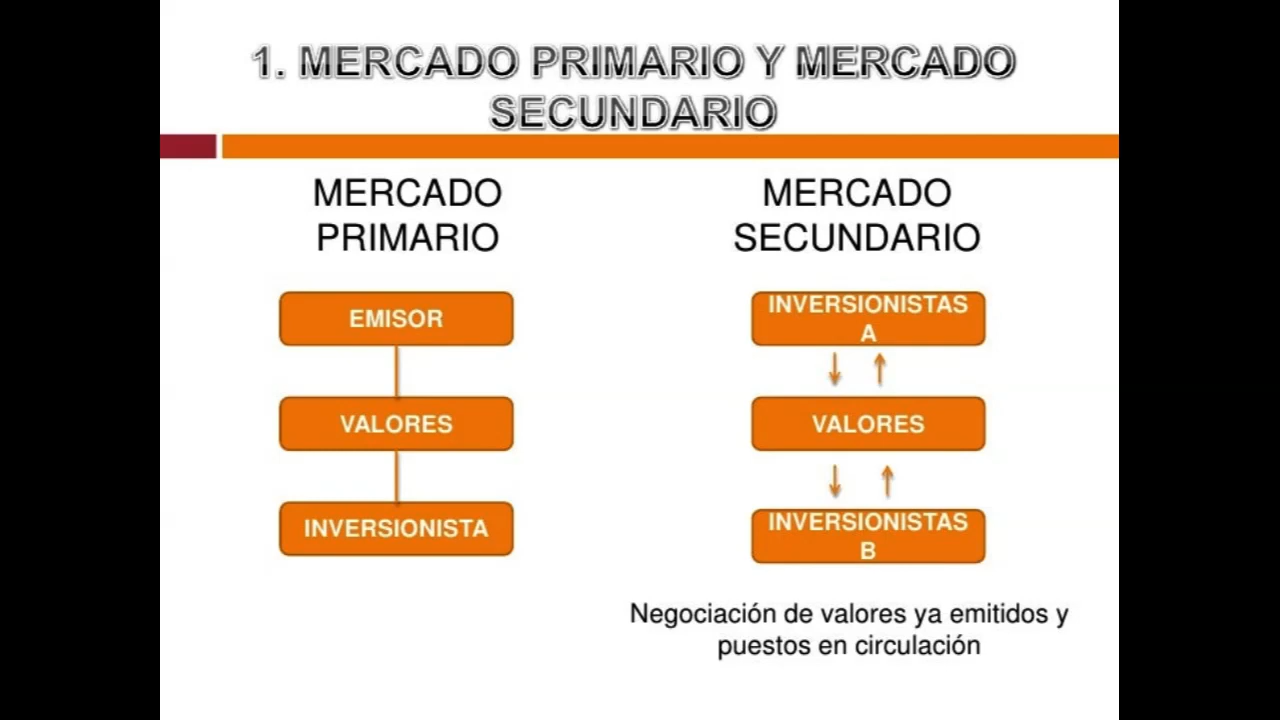 1. MERCADO PRIMARIO Y MERCADO
SECUNDARIO
MERCADO
PRIMARIO
EMISOR
VALORES
INVERSIONISTA
MERCADO
SECUNDARIO
INVERSIONISTAS
A
VALORES
INVERSIONISTAS
B
Negociación de valores ya emitidos y
puestos en circulación